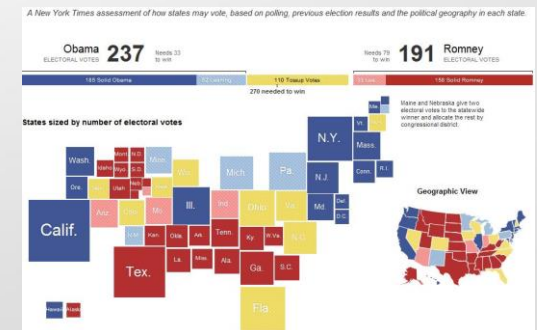 A New York Times assessment of how states may vote, based on polling, previous election results and the political geography in each state.
Obama 237 Needs 33
ELECTORAL VOTES to win
Needs 79 191 Romney
to win ELECTORAL VOTES
185 Solid Obama
110 Tossup Votes
158 Solid Romney
270 needed to win
Maine and Nebraska give two
electoral votes to the statewide
winner and allocate the rest by
congressional district.
States sized by number of electoral votes
N.Y.
Vt.
Mass.
Wash.
Mont.
N.D.
Minn.
Idaho
Wyo.
S.D.
Wis.
Mich.
Pa.
N.J.
Conn.
R.I.
Ore.
Utah
Neb.
Geographic View
Calif.
Ariz.
Mo.
Ill.
Ind.
Ohio
Va.
Md.
Del.
D.C.
N.M.
Kan.
Okla.
Ark.
Tenn.
Ky.
W.Va.
N.C.
Tex.
La.
Miss.
Ala.
Ga.
S.C.
Fla.
Hawaii
Alaska